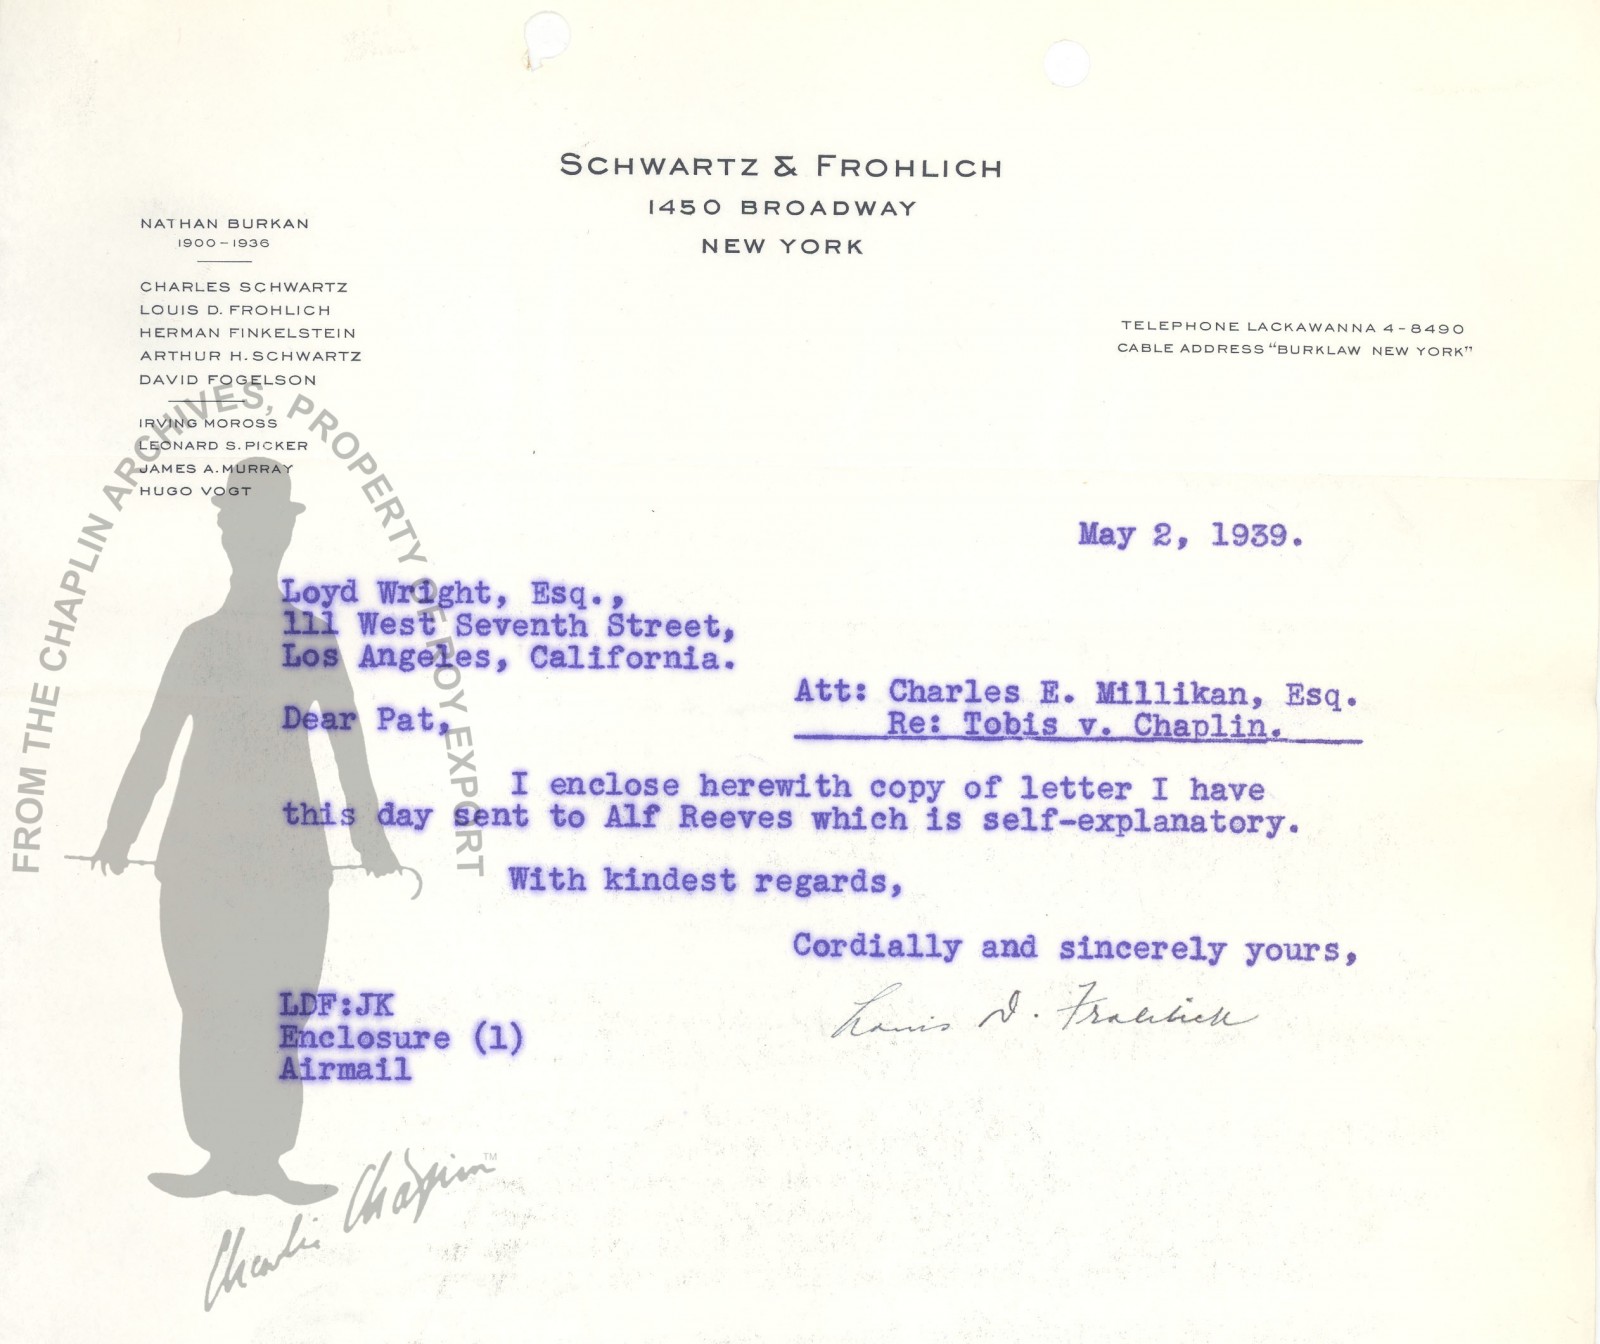 SCHWARTZ & FROHLICH
1450 BROADWAY
NEW YORK
NATHAN BURKAN
1900-1936
CHARLES SCHWARTZ
LOUIS D. FROHLICH
HERMAN FINKELSTEIN
ARTHUR H. SCHWARTZ
DAVID FOGELSON
IRVING MOROSS
LEONARD S. PICKER
JAMES A. MURRAY
HUGO VOGT
TELEPHONE LACKAWANNA 4-8490
CABLE ADDRESS "BURKLAW NEW YORK"
May 2, 1939.
Loyd Wright, Esq.,
111 West Seventh Street,
Los Angeles, California.
Att: Charles E. Millikan, Esq.
Re: Tobis v. Chaplin.
Dear Pat,
I enclose herewith copy of letter I have
this day sent to Alf Reeves which is self-explanatory.
With kindest regards,
Cordially and sincerely yours,
Louis D. Frohlich
LDF:JK
Enclosure (1)
Airmail
FROM THE CHAPLIN ARCHIVES, PROPERTY OF ROY EXPORT
Charlie Chaplin™